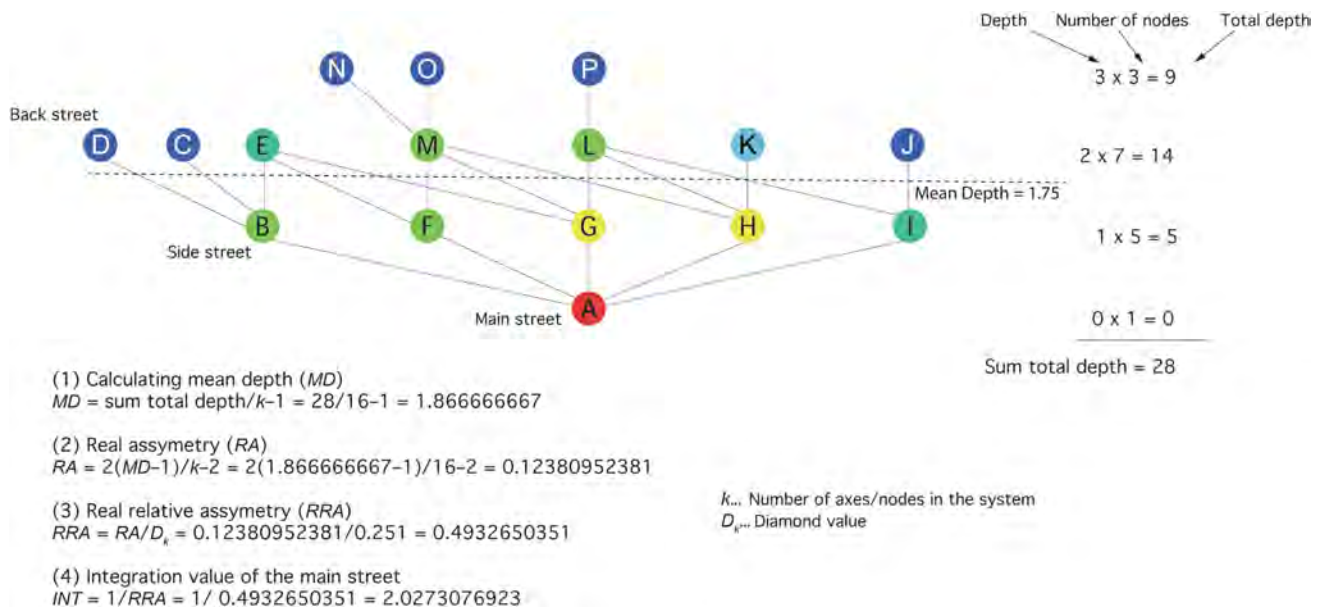 Depth Number of nodes Total depth
N O P
3 x 3 = 9
Back street
D C E M L K J
2 x 7 = 14
Mean Depth = 1.75
B F G H I
1 x 5 = 5
Side street
A
Main street
0 x 1 = 0
Sum total depth = 28
(1) Calculating mean depth (MD)
MD = sum total depth/k–1 = 28/16–1 = 1.866666667
(2) Real assymetry (RA)
RA = 2(MD–1)/k–2 = 2(1.866666667–1)/16–2 = 0.12380952381
(3) Real relative assymetry (RRA)
RRA = RA/Dₖ = 0.12380952381/0.251 = 0.4932650351
k... Number of axes/nodes in the system
Dₖ... Diamond value
(4) Integration value of the main street
INT = 1/RRA = 1/ 0.4932650351 = 2.0273076923